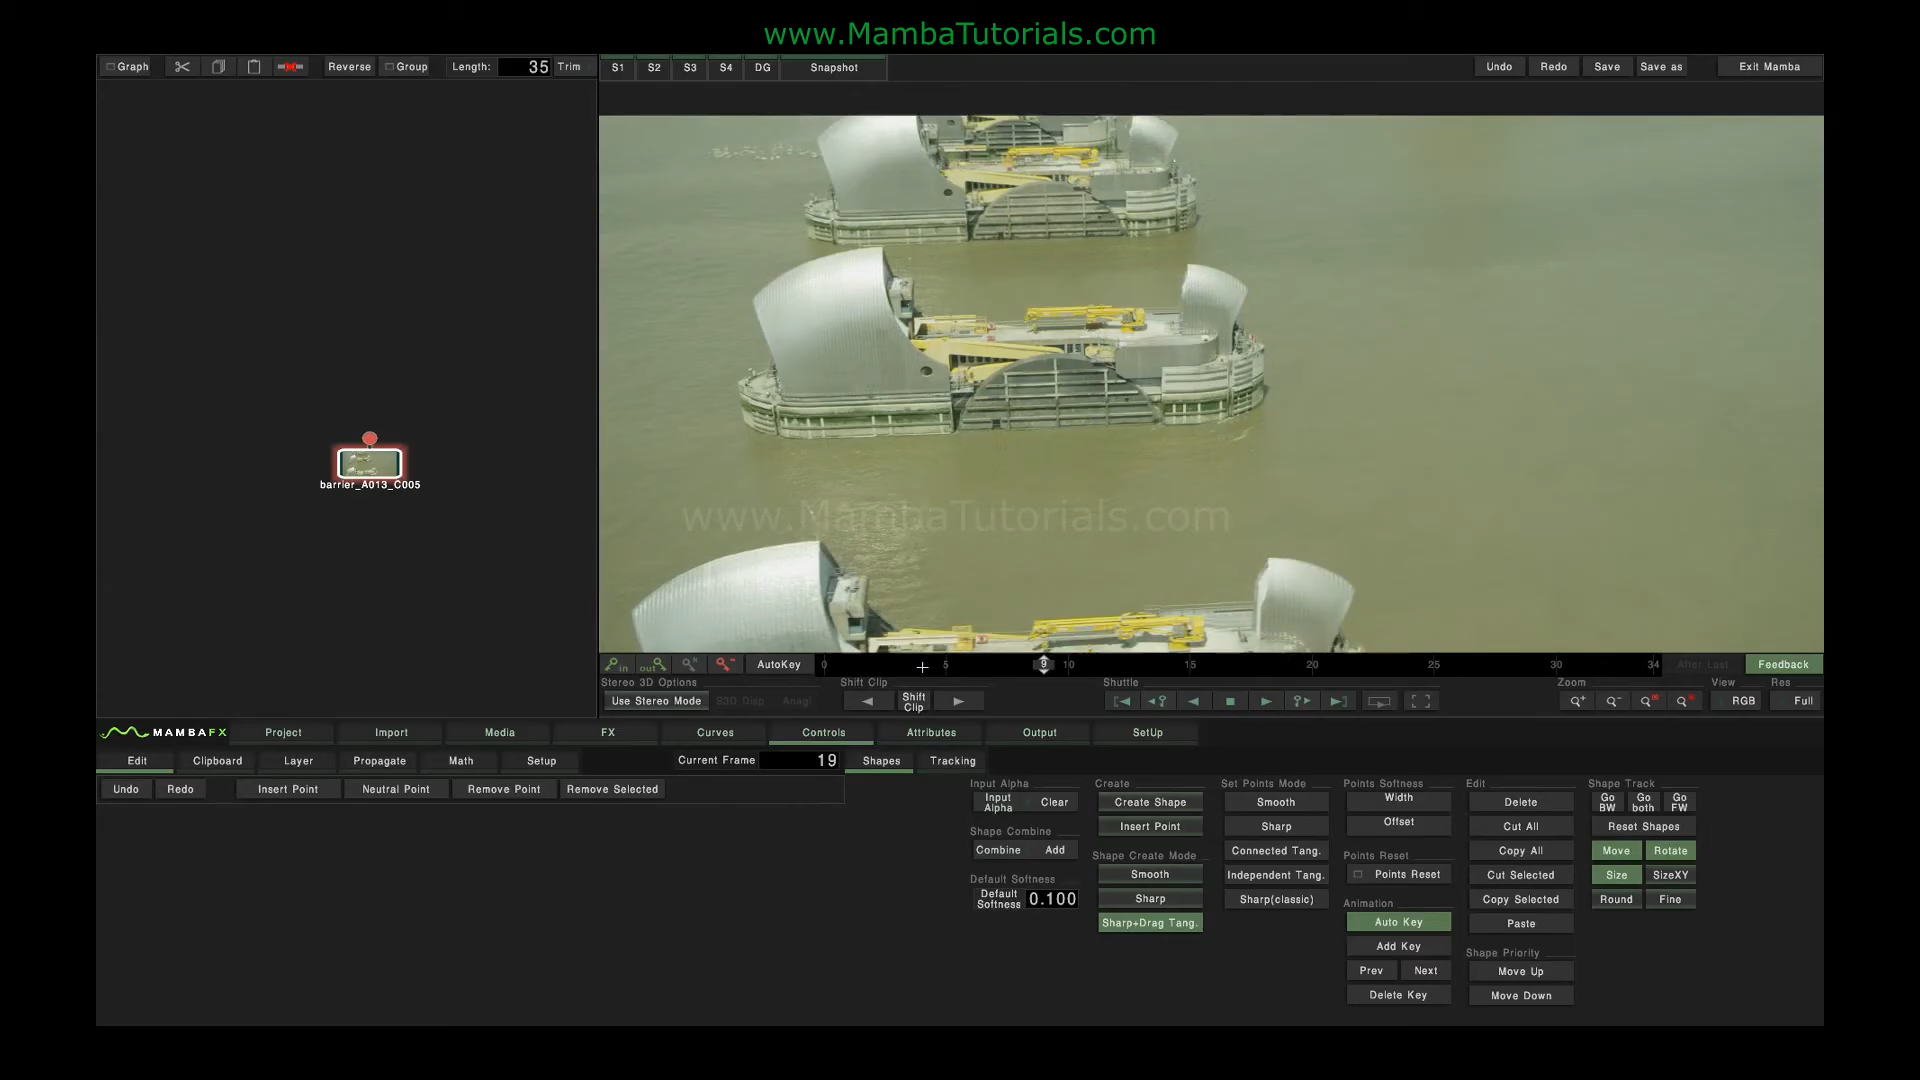 www.MambaTutorials.com
Graph Reverse Group Length: 35 Trim S1 S2 S3 S4 DG Snapshot Undo Redo Save Save as Exit Mamba
barrier_A013_C005
www.MambaTutorials.com
in out AutoKey 0 5 9 10 15 20 25 30 34 After Last Feedback
Stereo 3D Options Shift Clip Shuttle Zoom View Res
Use Stereo Mode S3D Disp Anagl Shift Clip RGB Full
MAMBAFX Project Import Media FX Curves Controls Attributes Output SetUp
Edit Clipboard Layer Propagate Math Setup Current Frame 19 Shapes Tracking
Undo Redo Insert Point Neutral Point Remove Point Remove Selected
Input Alpha
Input Alpha Clear
Shape Combine
Combine Add
Default Softness
Default Softness 0.100
Create
Create Shape
Insert Point
Shape Create Mode
Smooth
Sharp
Sharp+Drag Tang.
Set Points Mode
Smooth
Sharp
Connected Tang.
Independent Tang.
Sharp(classic)
Points Softness
Width
Offset
Points Reset
Points Reset
Animation
Auto Key
Add Key
Prev Next
Delete Key
Edit
Delete
Cut All
Copy All
Cut Selected
Copy Selected
Paste
Shape Priority
Move Up
Move Down
Shape Track
Go BW Go both Go FW
Reset Shapes
Move Rotate
Size SizeXY
Round Fine